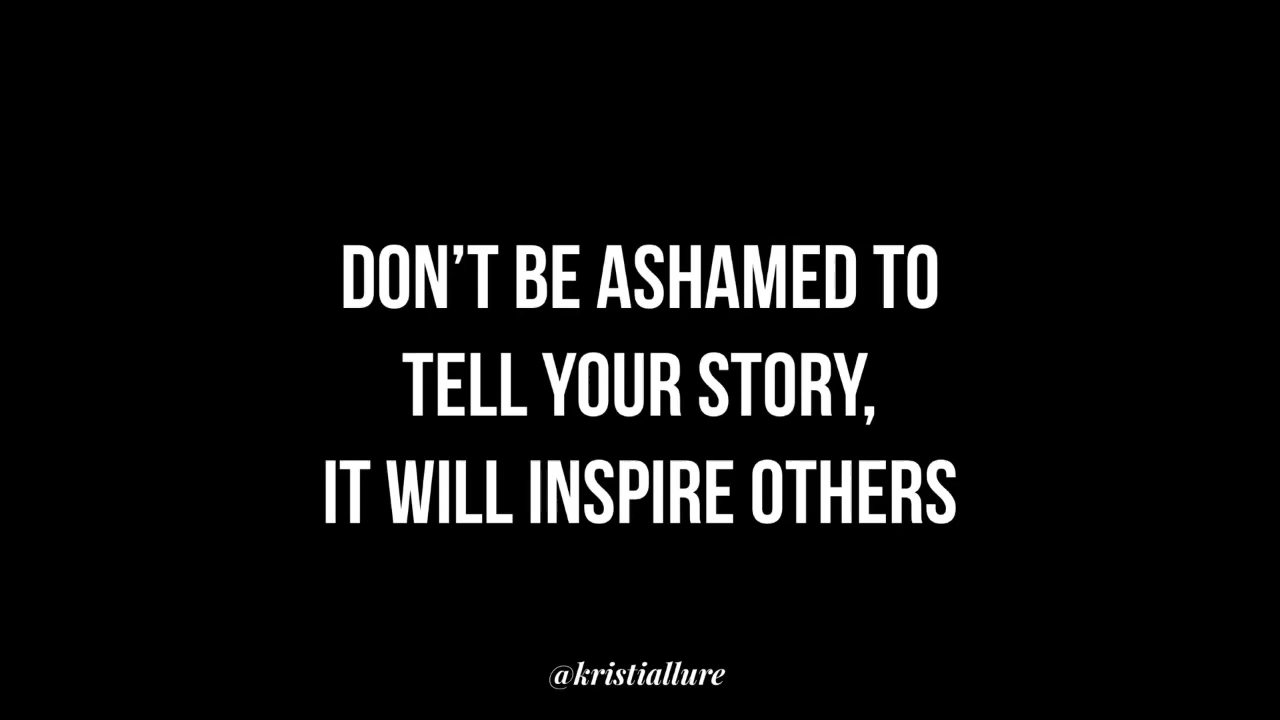 DON’T BE ASHAMED TO
TELL YOUR STORY,
IT WILL INSPIRE OTHERS
@kristiallure